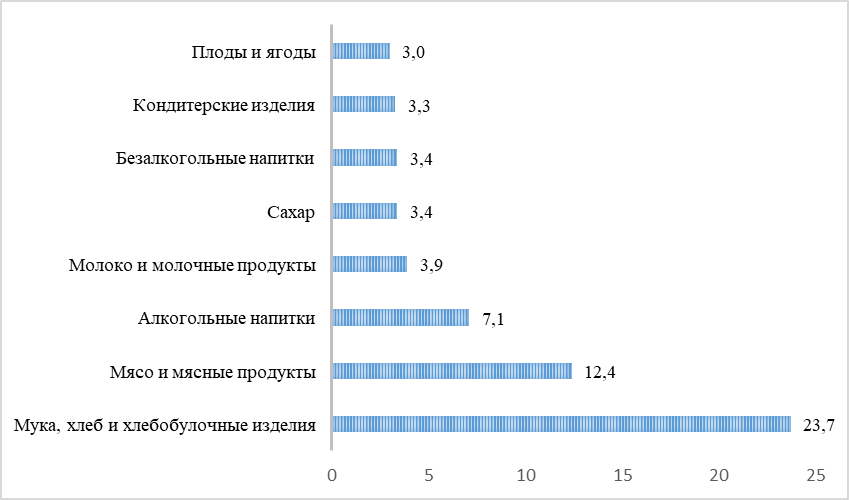 Плоды и ягоды 3,0
Кондитерские изделия 3,3
Безалкогольные напитки 3,4
Сахар 3,4
Молоко и молочные продукты 3,9
Алкогольные напитки 7,1
Мясо и мясные продукты 12,4
Мука, хлеб и хлебобулочные изделия 23,7
0 5 10 15 20 25